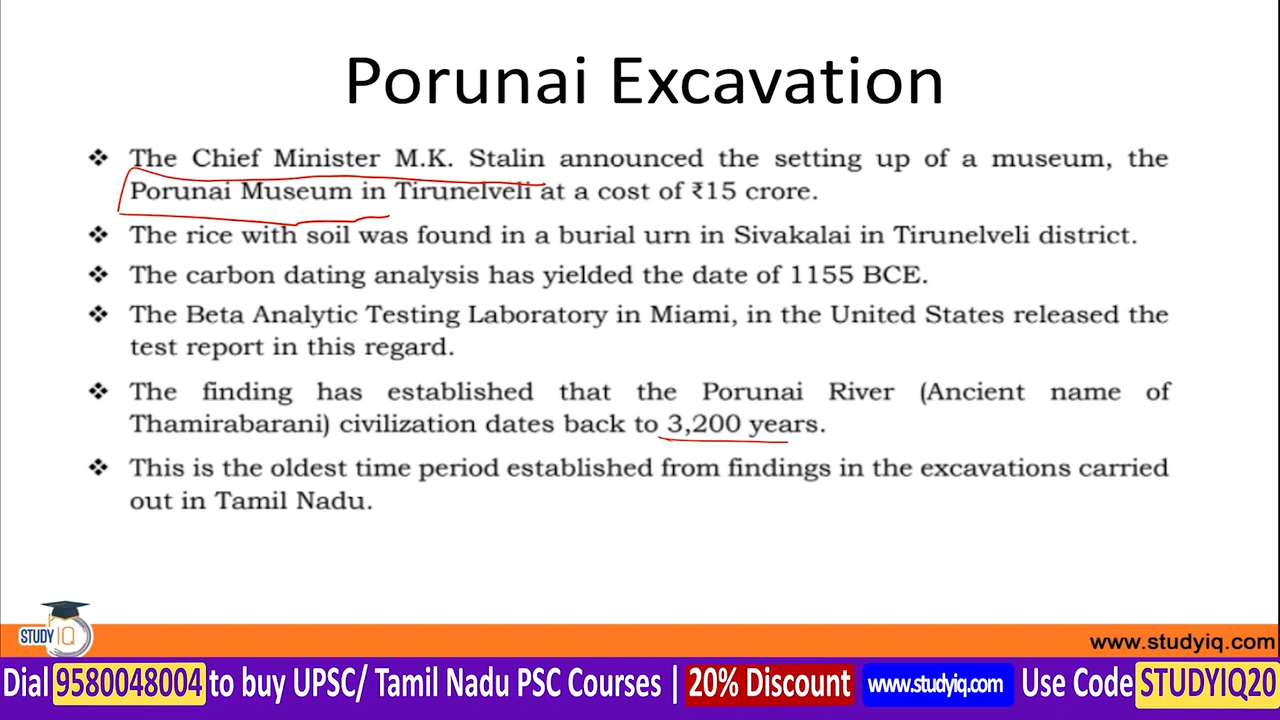 Porunai Excavation
❖ The Chief Minister M.K. Stalin announced the setting up of a museum, the
Porunai Museum in Tirunelveli at a cost of ₹15 crore.
❖ The rice with soil was found in a burial urn in Sivakalai in Tirunelveli district.
❖ The carbon dating analysis has yielded the date of 1155 BCE.
❖ The Beta Analytic Testing Laboratory in Miami, in the United States released the
test report in this regard.
❖ The finding has established that the Porunai River (Ancient name of
Thamirabarani) civilization dates back to 3,200 years.
❖ This is the oldest time period established from findings in the excavations carried
out in Tamil Nadu.
STUDY IQ
www.studyiq.com
Dial 9580048004 to buy UPSC/ Tamil Nadu PSC Courses | 20% Discount www.studyiq.com Use Code STUDYIQ20